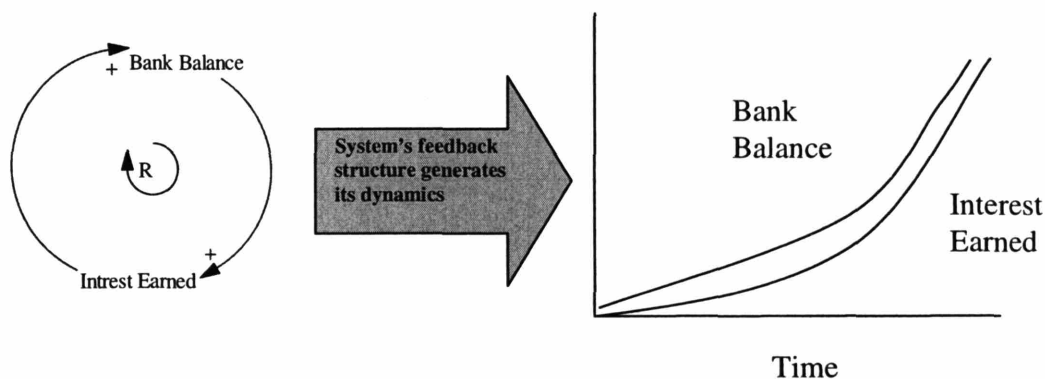 + Bank Balance
R
+
Intrest Earned
System's feedback
structure generates
its dynamics
Bank
Balance
Interest
Earned
Time